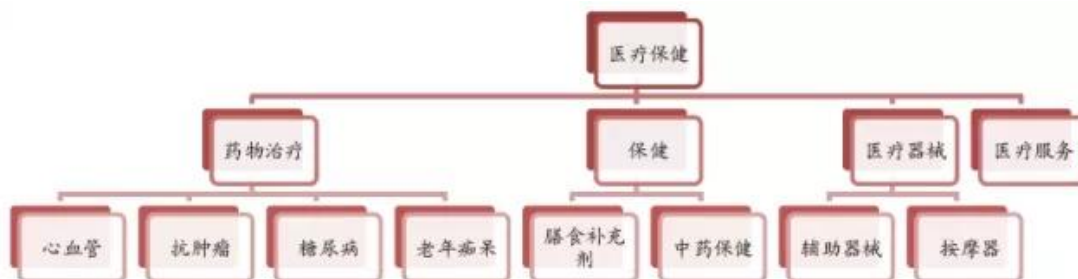 医疗保健
药物治疗
保健
医疗器械
医疗服务
心血管
抗肿瘤
糖尿病
老年痴呆
膳食补充
剂
中药保健
辅助器械
按摩器